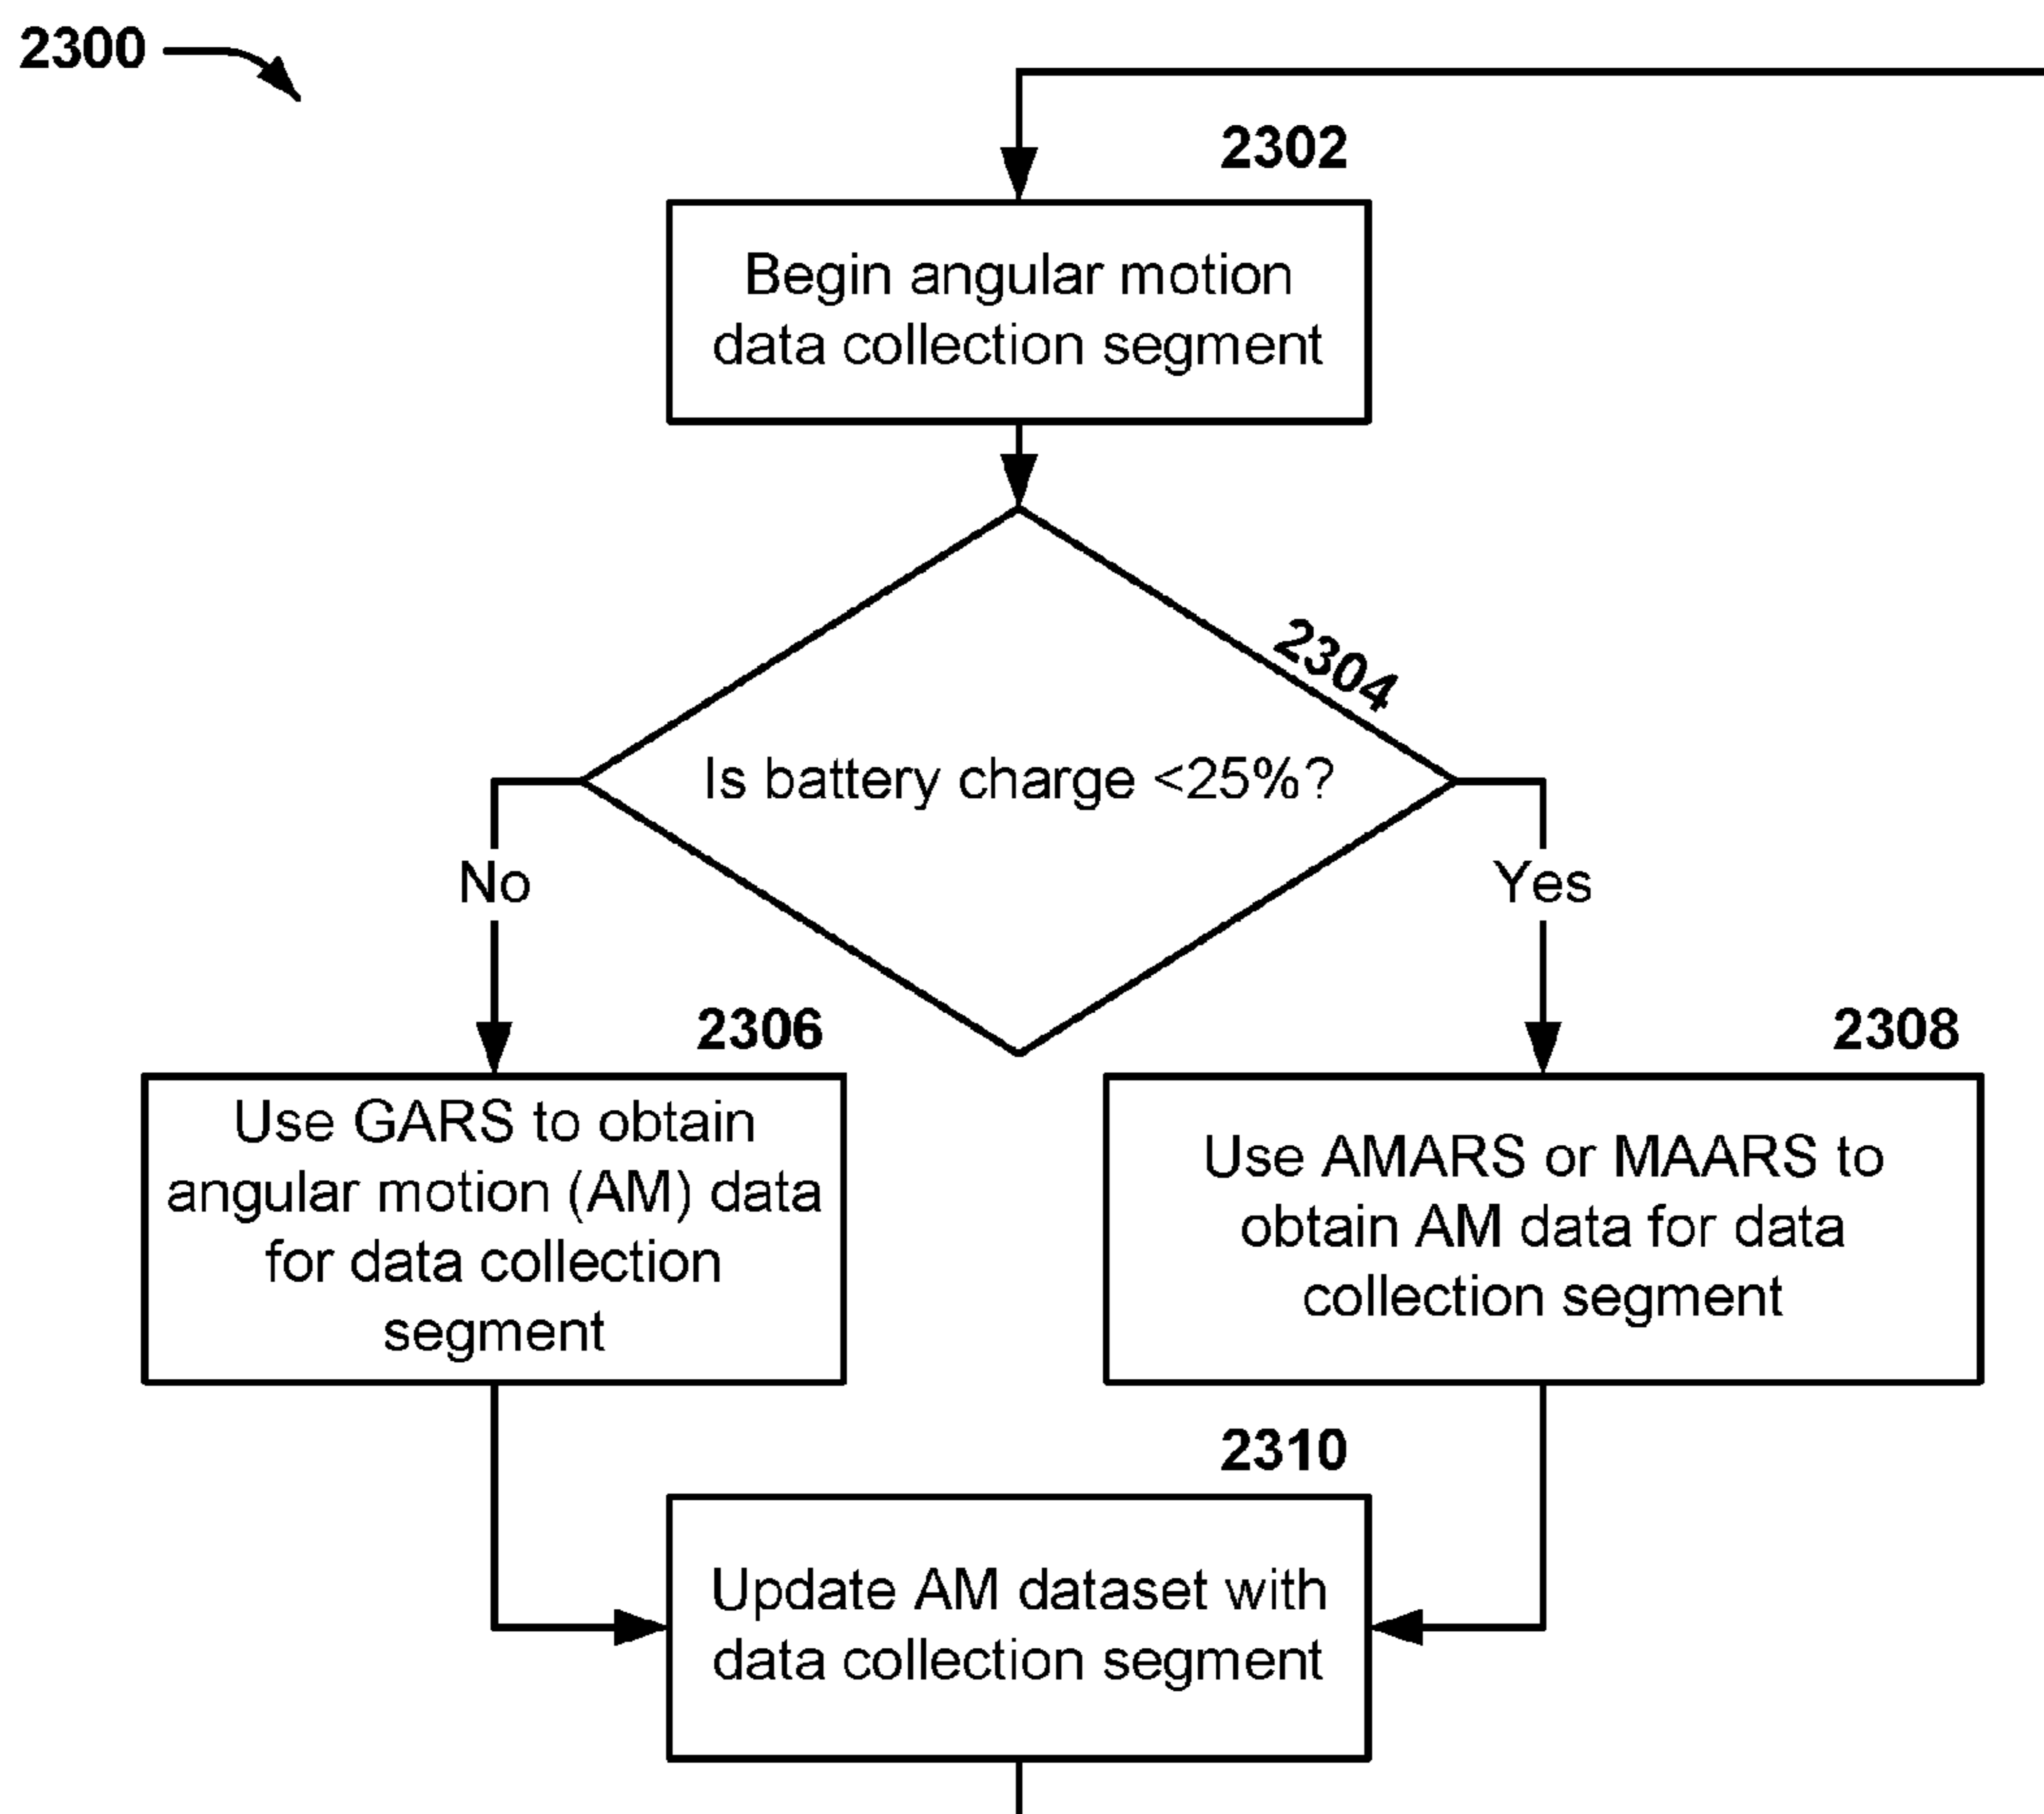 2300
2302
Begin angular motion
data collection segment
2304
Is battery charge <25%?
No
Yes
2306
Use GARS to obtain
angular motion (AM) data
for data collection
segment
2308
Use AMARS or MAARS to
obtain AM data for data
collection segment
2310
Update AM dataset with
data collection segment